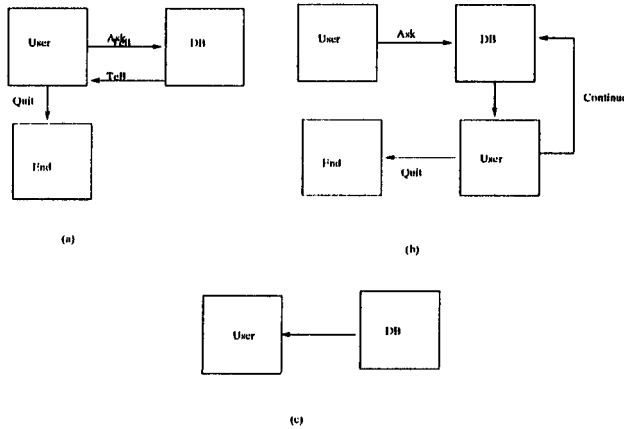 User
Ask
Tell
DB
Tell
Quit
End
(a)
User
Ask
DB
Continue
End
Quit
User
(b)
User
DB
(c)